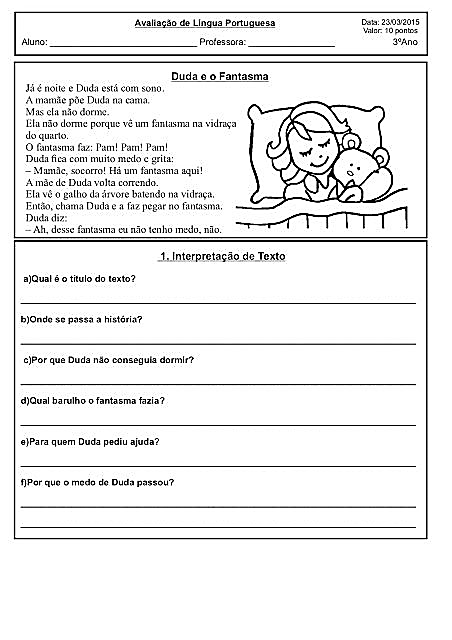 Avaliação de Língua Portuguesa
Data: 23/03/2015
Valor: 10 pontos
Aluno: ____________________________ Professora: ________________
3ºAno
Duda e o Fantasma
Já é noite e Duda está com sono.
A mamãe põe Duda na cama.
Mas ela não dorme.
Ela não dorme porque vê um fantasma na vidraça
do quarto.
O fantasma faz: Pam! Pam! Pam!
Duda fica com muito medo e grita:
– Mamãe, socorro! Há um fantasma aqui!
A mãe de Duda volta correndo.
Ela vê o galho da árvore batendo na vidraça.
Então, chama Duda e a faz pegar no fantasma.
Duda diz:
– Ah, desse fantasma eu não tenho medo, não.
1. Interpretação de Texto
a)Qual é o título do texto?
b)Onde se passa a história?
c)Por que Duda não conseguia dormir?
d)Qual barulho o fantasma fazia?
e)Para quem Duda pediu ajuda?
f)Por que o medo de Duda passou?